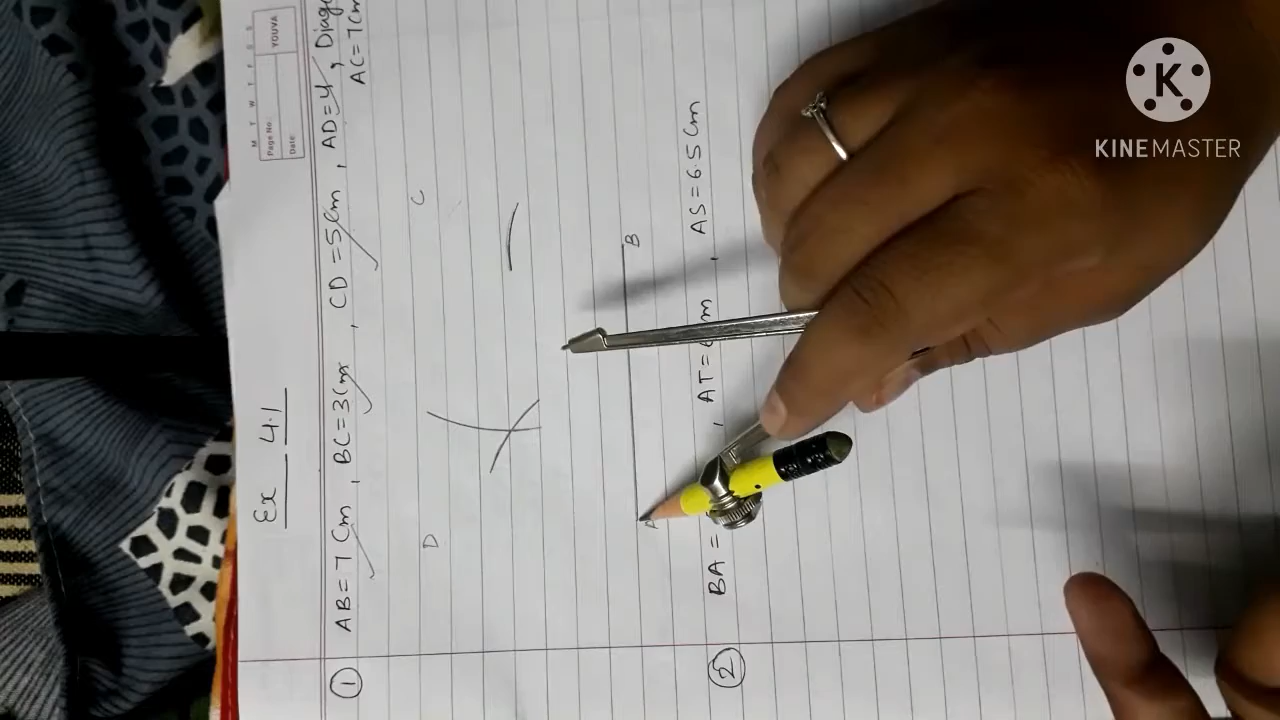 M T W T F S S
Page No.:
Date:
YOUVA
Ex 4.1
① AB = 7 Cm , BC = 3 Cm , CD = 5 Cm , AD = 4 ,
AC = 7 Cm
D C
A B
② BA = , AT = , AS = 6.5 Cm
K
KINEMASTER